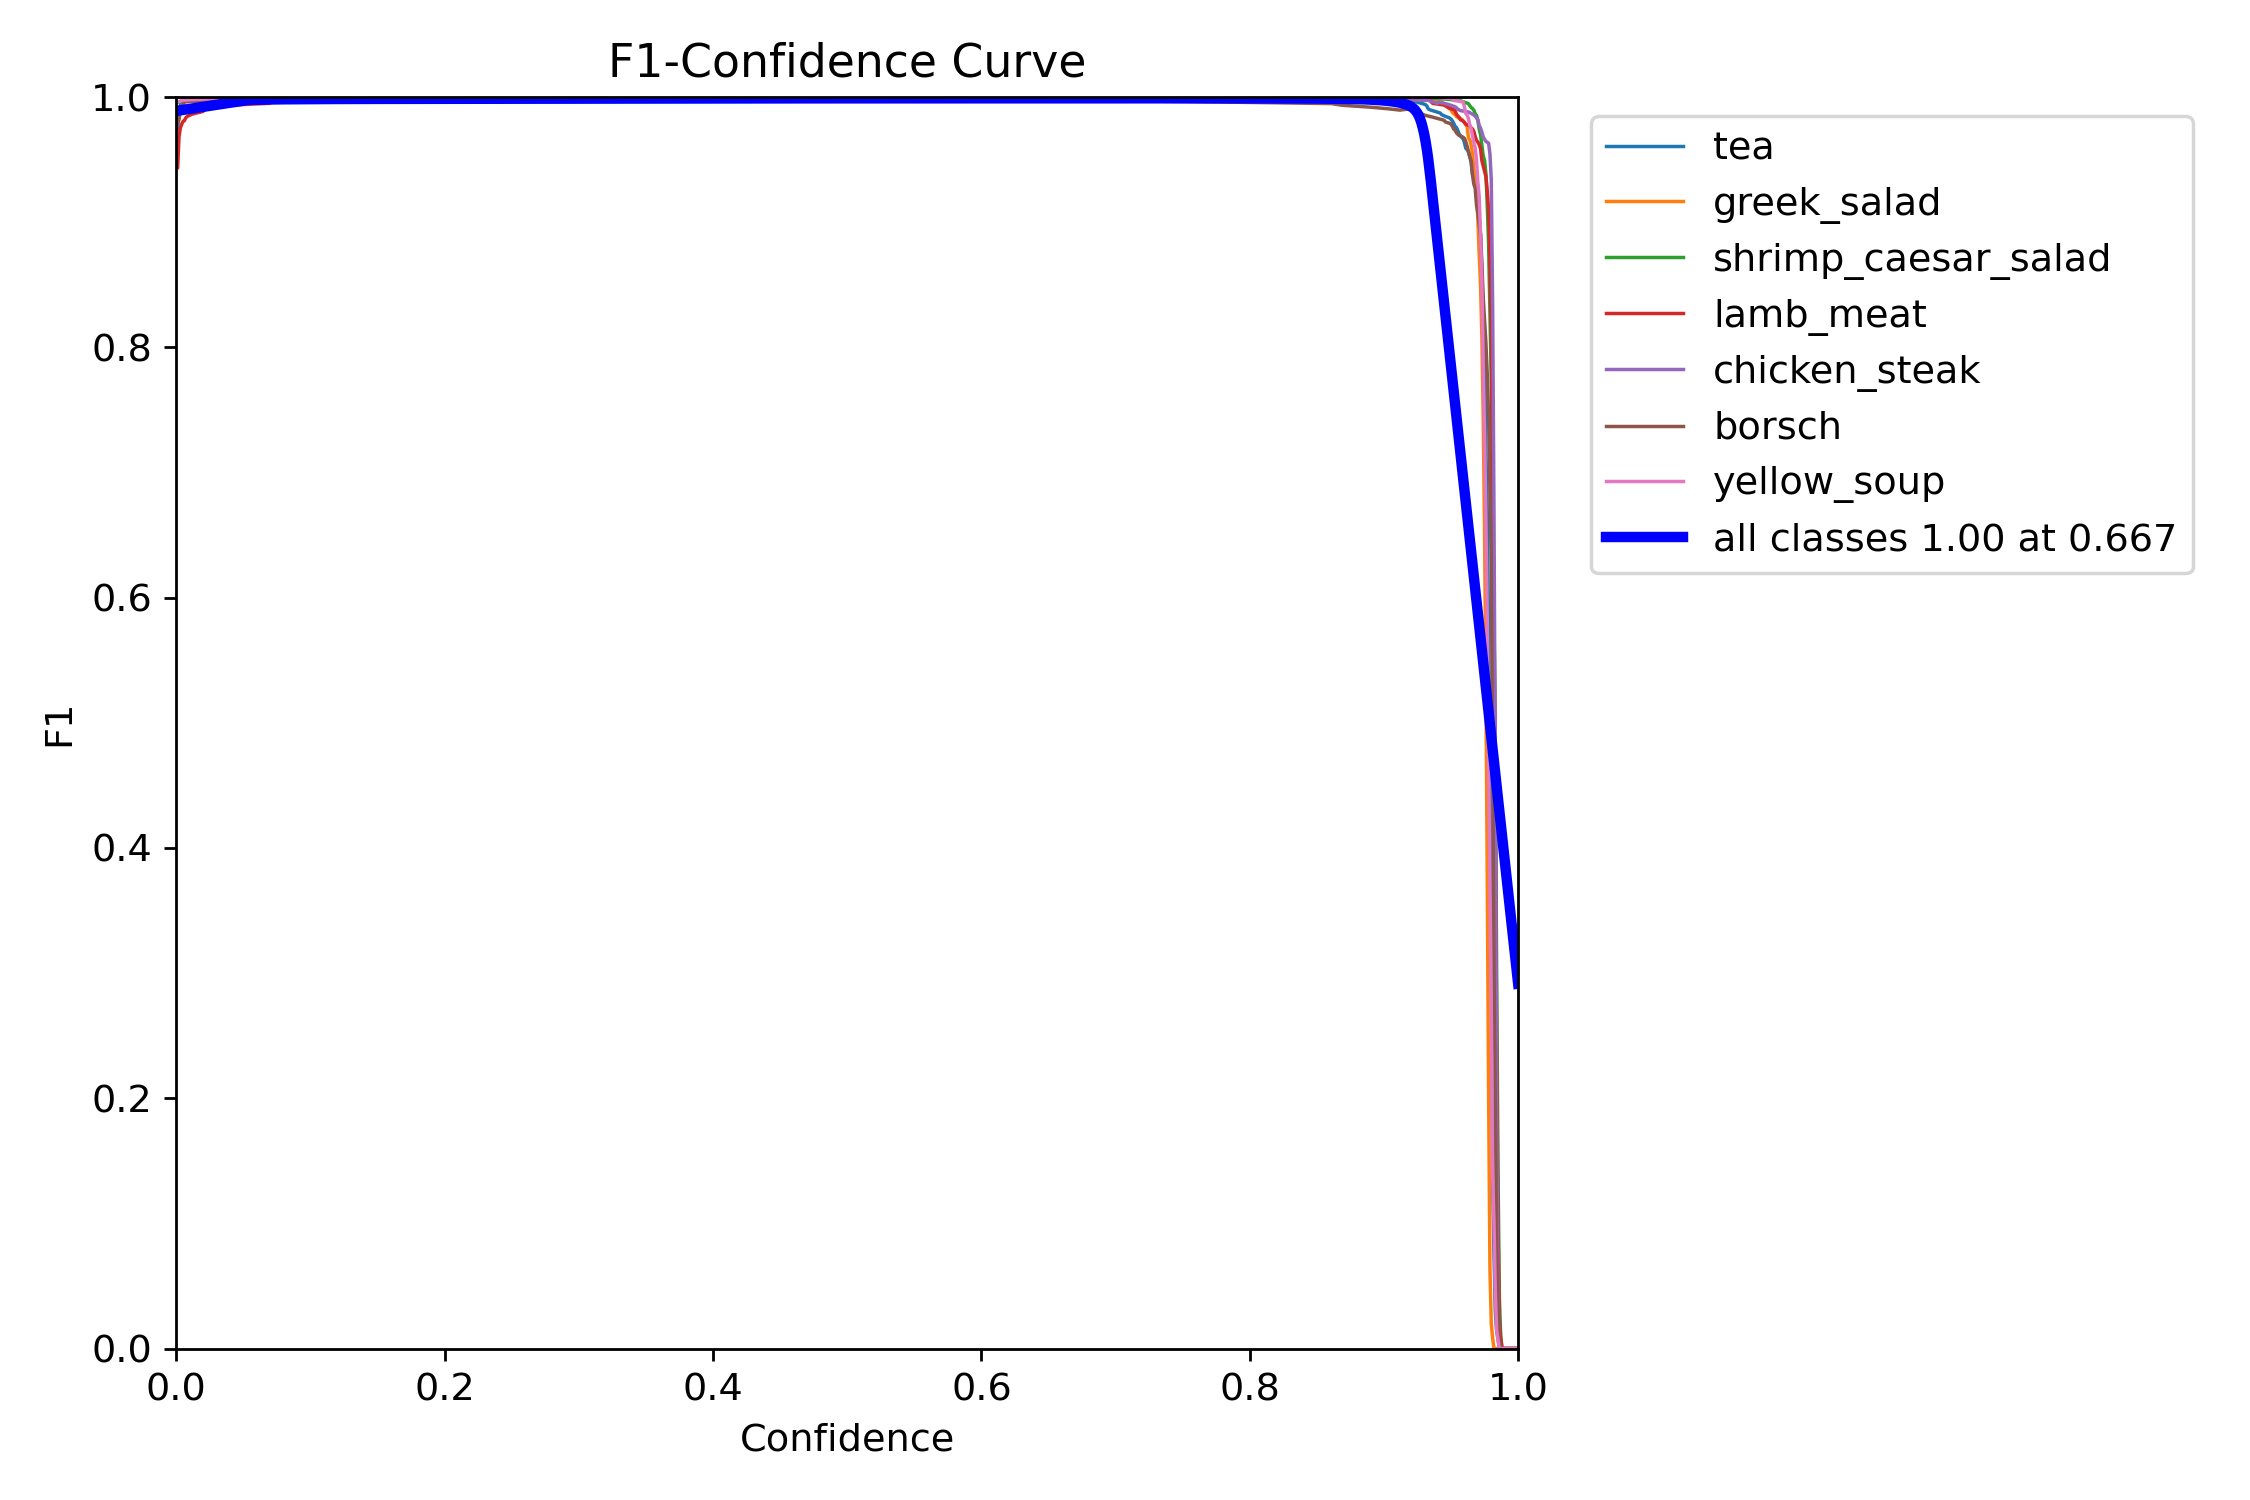 F1-Confidence Curve
1.0
0.8
0.6
0.4
0.2
0.0
F1
0.0 0.2 0.4 0.6 0.8 1.0
Confidence
tea
greek_salad
shrimp_caesar_salad
lamb_meat
chicken_steak
borsch
yellow_soup
all classes 1.00 at 0.667